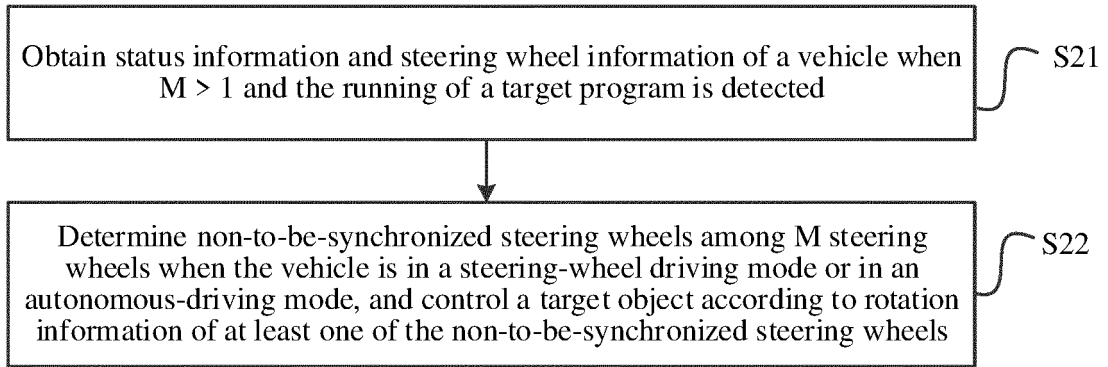 Obtain status information and steering wheel information of a vehicle when
M > 1 and the running of a target program is detected
S21
Determine non-to-be-synchronized steering wheels among M steering
wheels when the vehicle is in a steering-wheel driving mode or in an
autonomous-driving mode, and control a target object according to rotation
information of at least one of the non-to-be-synchronized steering wheels
S22